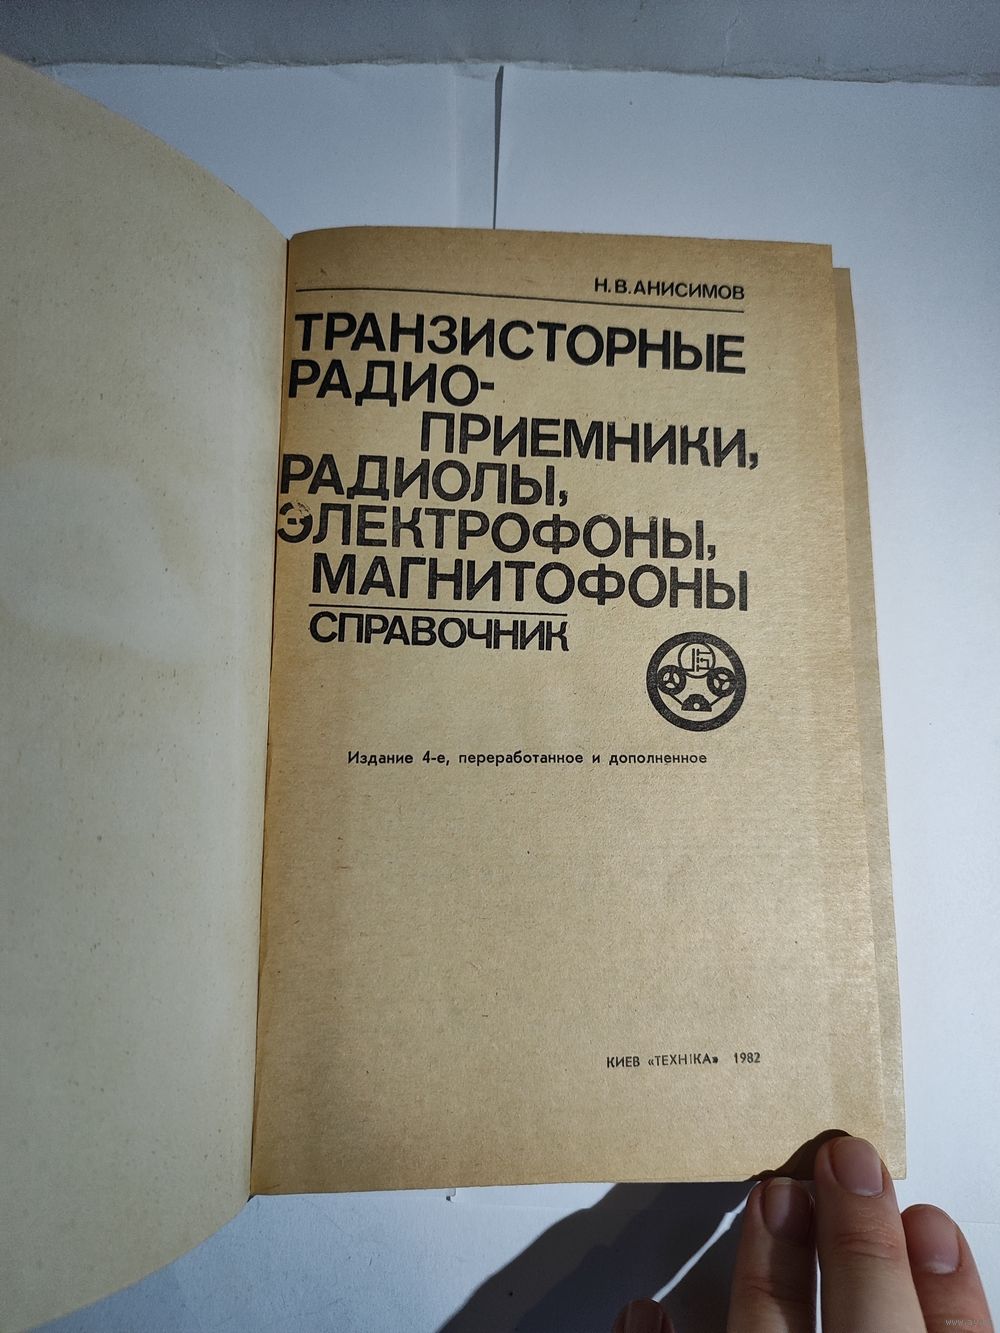 Н.В.АНИСИМОВ
ТРАНЗИСТОРНЫЕ
РАДИО-
ПРИЕМНИКИ,
РАДИОЛЫ,
ЭЛЕКТРОФОНЫ,
МАГНИТОФОНЫ
СПРАВОЧНИК
Издание 4-е, переработанное и дополненное
КИЕВ «ТЕХНІКА» 1982